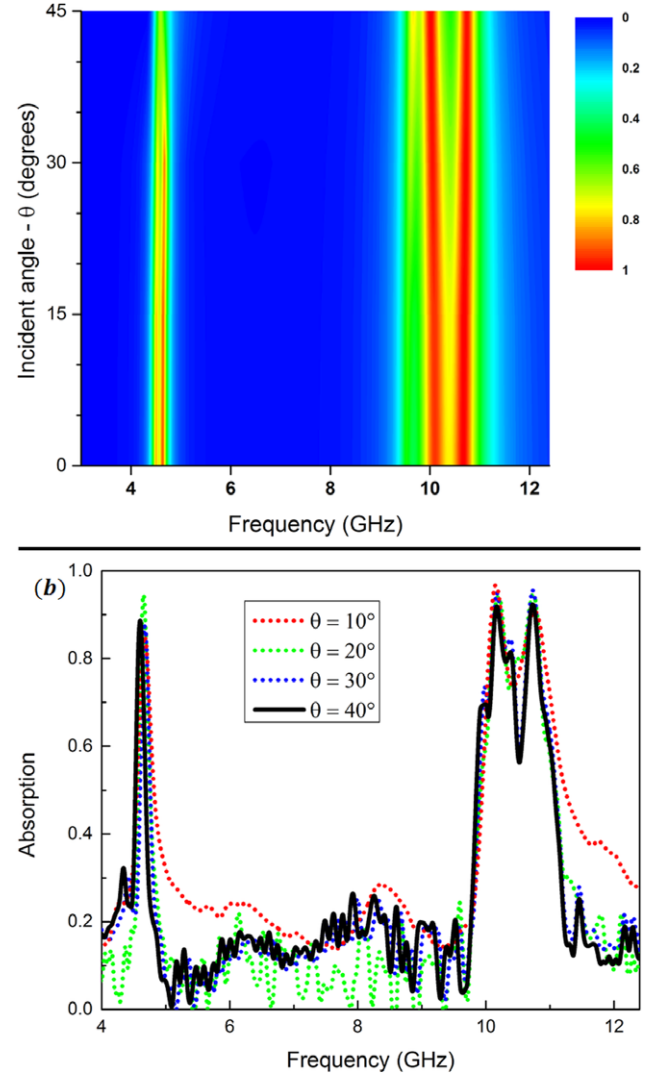 45
30
15
0
Incident angle - θ (degrees)
4 6 8 10 12
Frequency (GHz)
0
0.2
0.4
0.6
0.8
1
(b)
1.0
0.8
0.6
0.4
0.2
0.0
Absorption
θ = 10°
θ = 20°
θ = 30°
θ = 40°
4 6 8 10 12
Frequency (GHz)